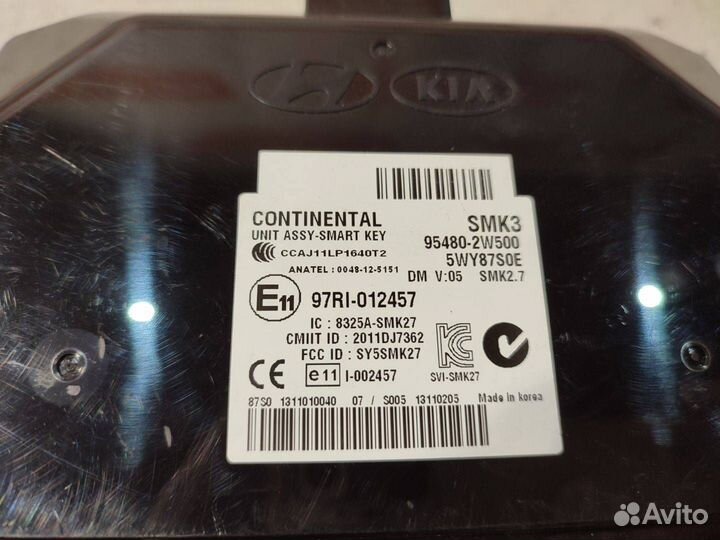 KIA
CONTINENTAL SMK3
UNIT ASSY-SMART KEY 95480-2W500
CCC CCAJ11LP1640T2 5WY87S0E
ANATEL : 0048-12-5151 DM V:05 SMK2.7
E11 97RI-012457
IC : 8325A-SMK27
CMIIT ID : 2011DJ7362
FCC ID : SY5SMK27
CE e11 I-002457 SVI-SMK27
87S0 1311010040 07 / S005 13110205 Made in korea
Avito